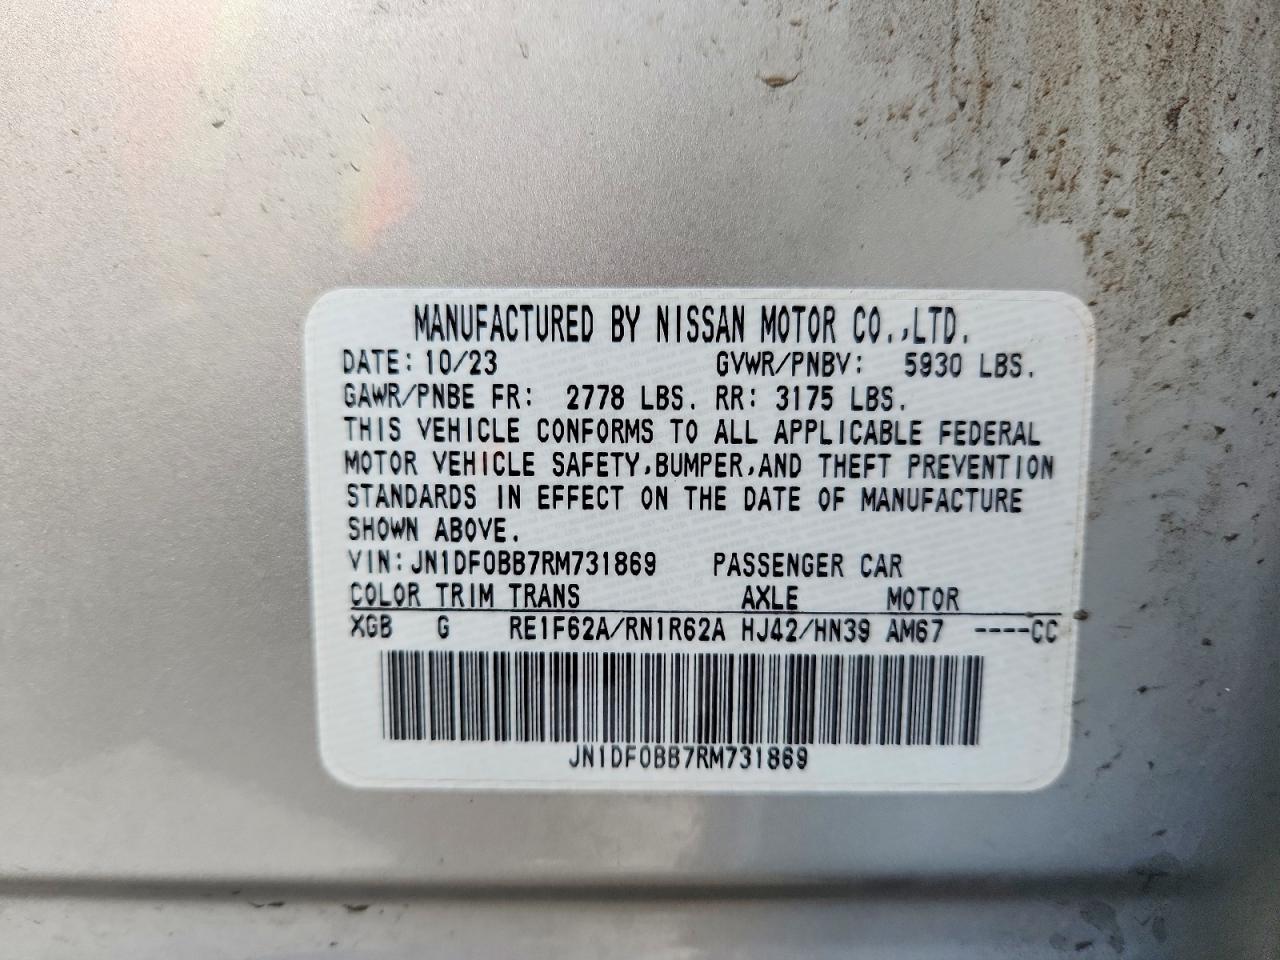 MANUFACTURED BY NISSAN MOTOR CO.,LTD.
DATE: 10/23 GVWR/PNBV: 5930 LBS.
GAWR/PNBE FR: 2778 LBS. RR: 3175 LBS.
THIS VEHICLE CONFORMS TO ALL APPLICABLE FEDERAL
MOTOR VEHICLE SAFETY,BUMPER,AND THEFT PREVENTION
STANDARDS IN EFFECT ON THE DATE OF MANUFACTURE
SHOWN ABOVE.
VIN: JN1DF0BB7RM731869 PASSENGER CAR
COLOR TRIM TRANS AXLE MOTOR
XGB G RE1F62A/RN1R62A HJ42/HN39 AM67 ----CC
JN1DF0BB7RM731869